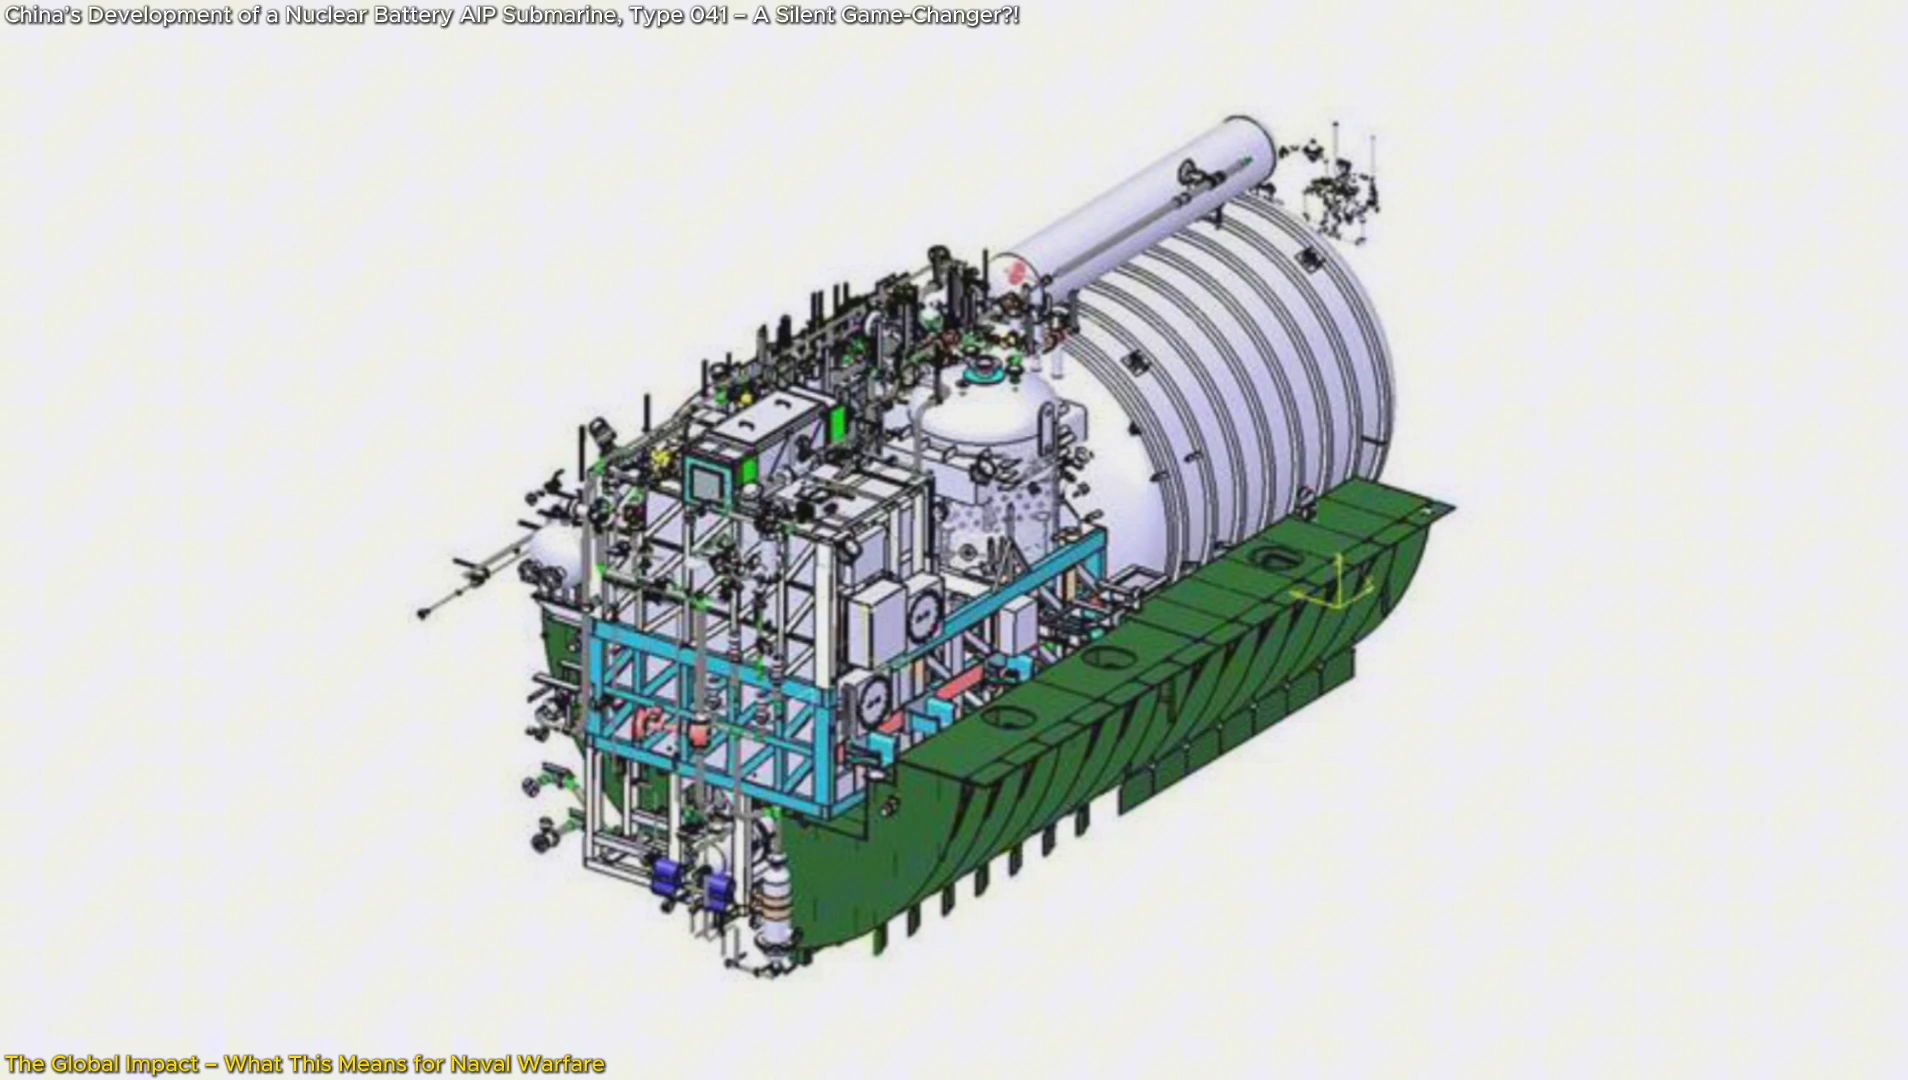 China's Development of a Nuclear Battery AIP Submarine, Type 041 – A Silent Game-Changer?!
The Global Impact – What This Means for Naval Warfare